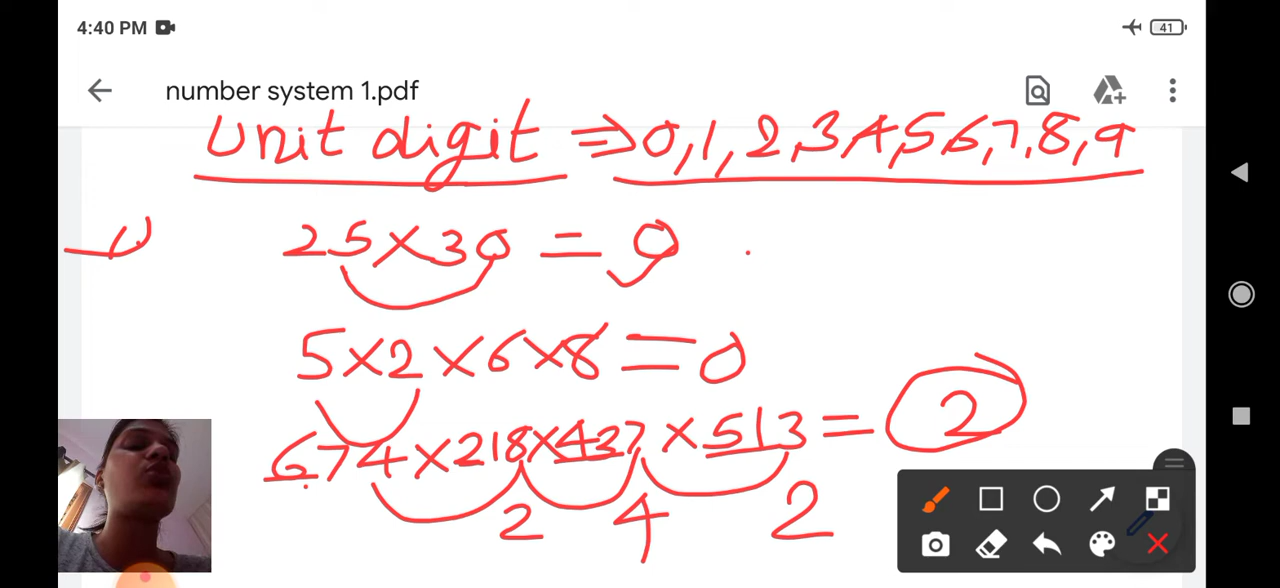 4:40 PM 41
number system 1.pdf
Unit digit ⇒ 0,1,2,3,4,5,6,7,8,9
1) 25×30 = 0
5×2×6×8 = 0
674×218×437×513 = 2
2 4 2